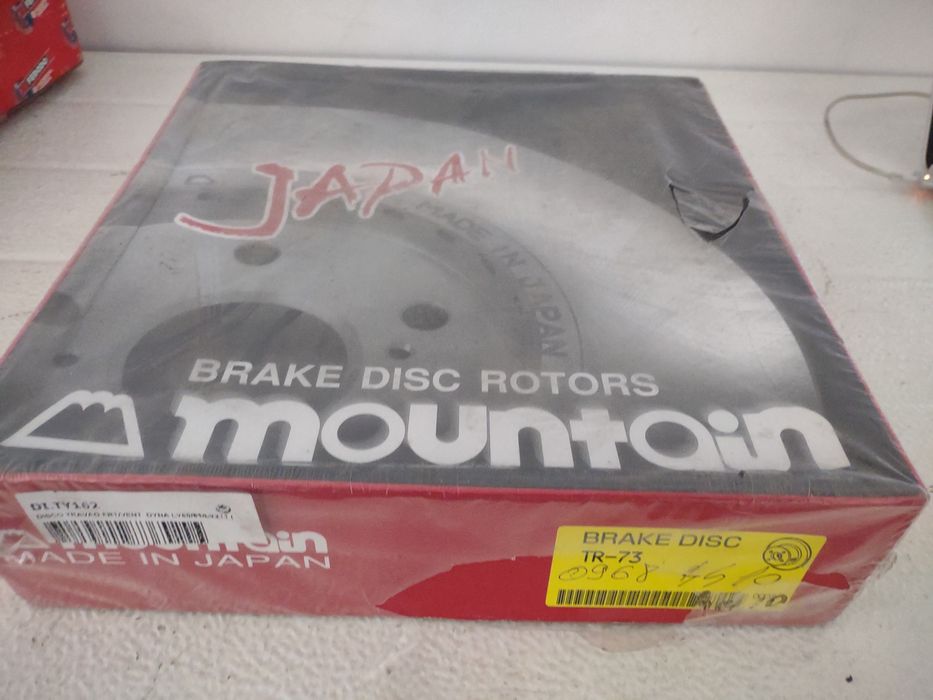 JAPAN
MADE IN JAPAN
BRAKE DISC ROTORS
mountain
DI.TY162
mountain
MADE IN JAPAN
BRAKE DISC
TR-73